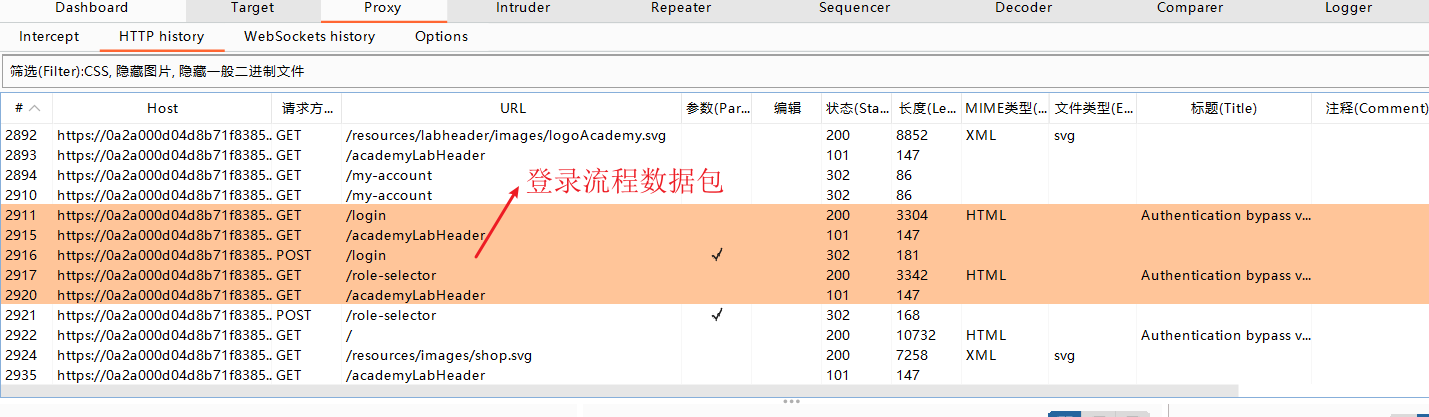 Dashboard Target Proxy Intruder Repeater Sequencer Decoder Comparer Logger
Intercept HTTP history WebSockets history Options
筛选(Filter):CSS, 隐藏图片, 隐藏一般二进制文件
# Host 请求方... URL 参数(Par... 编辑 状态(Sta... 长度(Le... MIME类型(... 文件类型(E... 标题(Title) 注释(Comment)
2892 https://0a2a000d04d8b71f8385... GET /resources/labheader/images/logoAcademy.svg 200 8852 XML svg
2893 https://0a2a000d04d8b71f8385... GET /academyLabHeader 101 147
2894 https://0a2a000d04d8b71f8385... GET /my-account 302 86
登录流程数据包
2910 https://0a2a000d04d8b71f8385... GET /my-account 302 86
2911 https://0a2a000d04d8b71f8385... GET /login 200 3304 HTML Authentication bypass v...
2915 https://0a2a000d04d8b71f8385... GET /academyLabHeader 101 147
2916 https://0a2a000d04d8b71f8385... POST /login ✓ 302 181
2917 https://0a2a000d04d8b71f8385... GET /role-selector 200 3342 HTML Authentication bypass v...
2920 https://0a2a000d04d8b71f8385... GET /academyLabHeader 101 147
2921 https://0a2a000d04d8b71f8385... POST /role-selector ✓ 302 168
2922 https://0a2a000d04d8b71f8385... GET / 200 10732 HTML Authentication bypass v...
2924 https://0a2a000d04d8b71f8385... GET /resources/images/shop.svg 200 7258 XML svg
2935 https://0a2a000d04d8b71f8385... GET /academyLabHeader 101 147